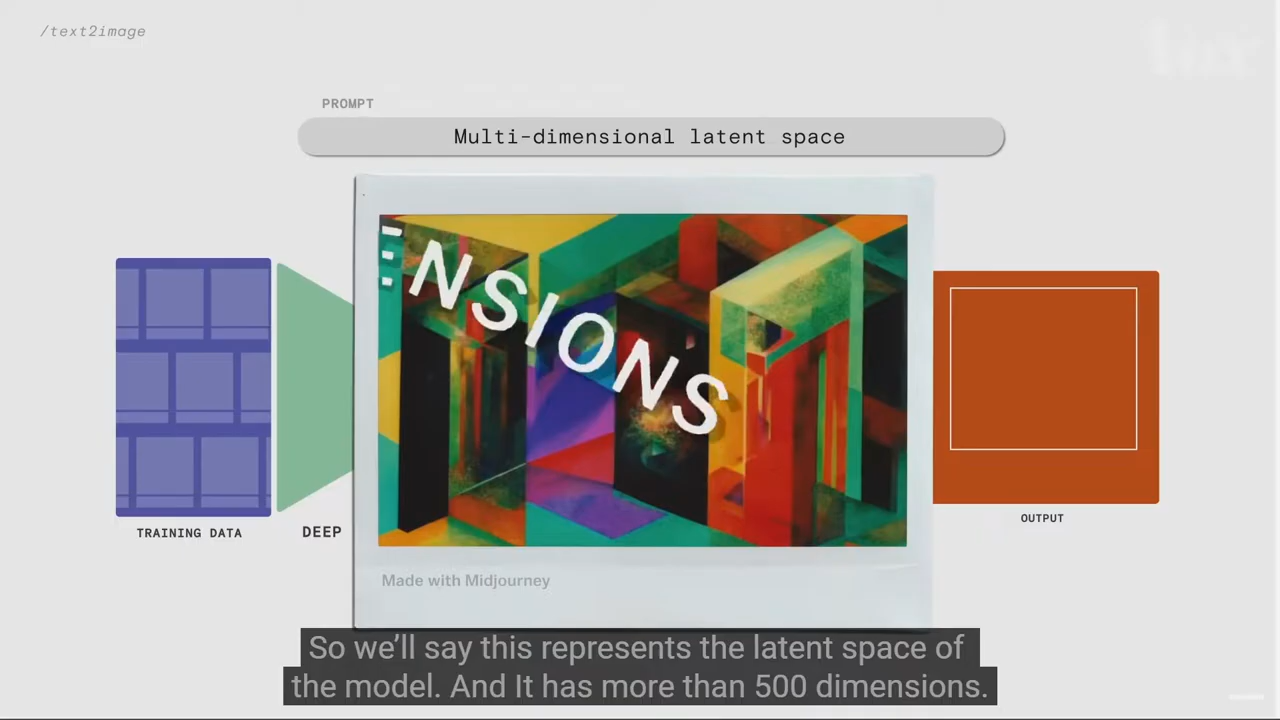 /text2image
PROMPT
Multi-dimensional latent space
ENSIONS
TRAINING DATA
DEEP
OUTPUT
Made with Midjourney
So we’ll say this represents the latent space of
the model. And It has more than 500 dimensions.